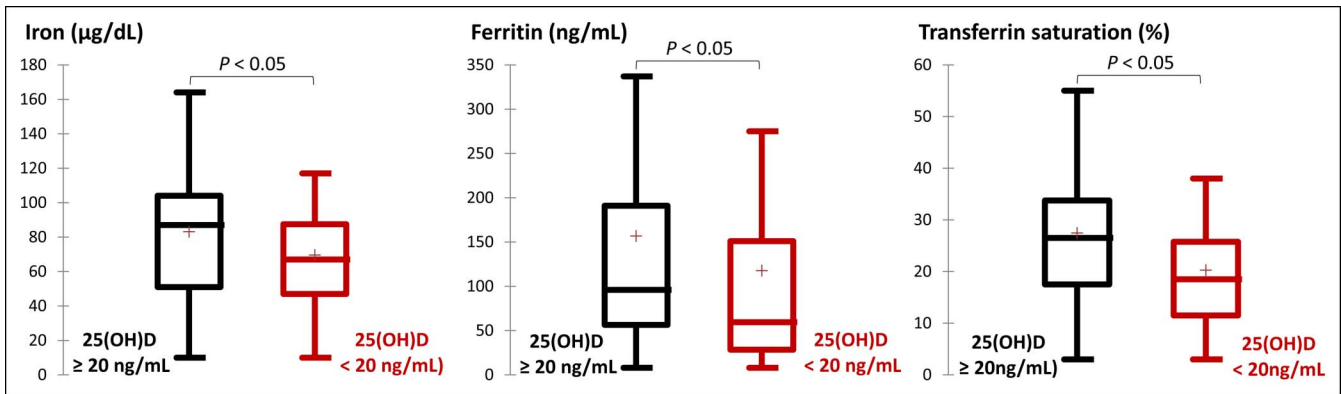 Iron (µg/dL)
P < 0.05
180
160
140
120
100
80
60
40
20
0
25(OH)D
≥ 20 ng/mL
25(OH)D
< 20 ng/mL)
Ferritin (ng/mL)
P < 0.05
350
300
250
200
150
100
50
0
25(OH)D
≥ 20 ng/mL
25(OH)D
< 20 ng/mL
Transferrin saturation (%)
P < 0.05
60
50
40
30
20
10
0
25(OH)D
≥ 20ng/mL)
25(OH)D
< 20ng/mL